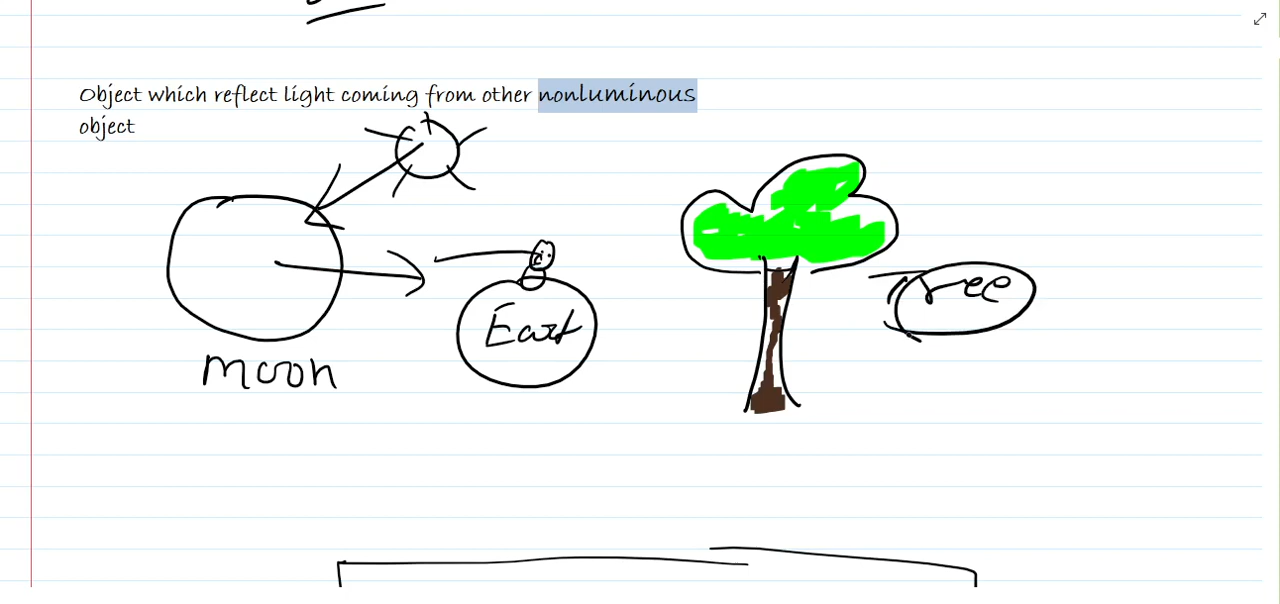 Object which reflect light coming from other nonluminous
object
Tree
Eart
moon